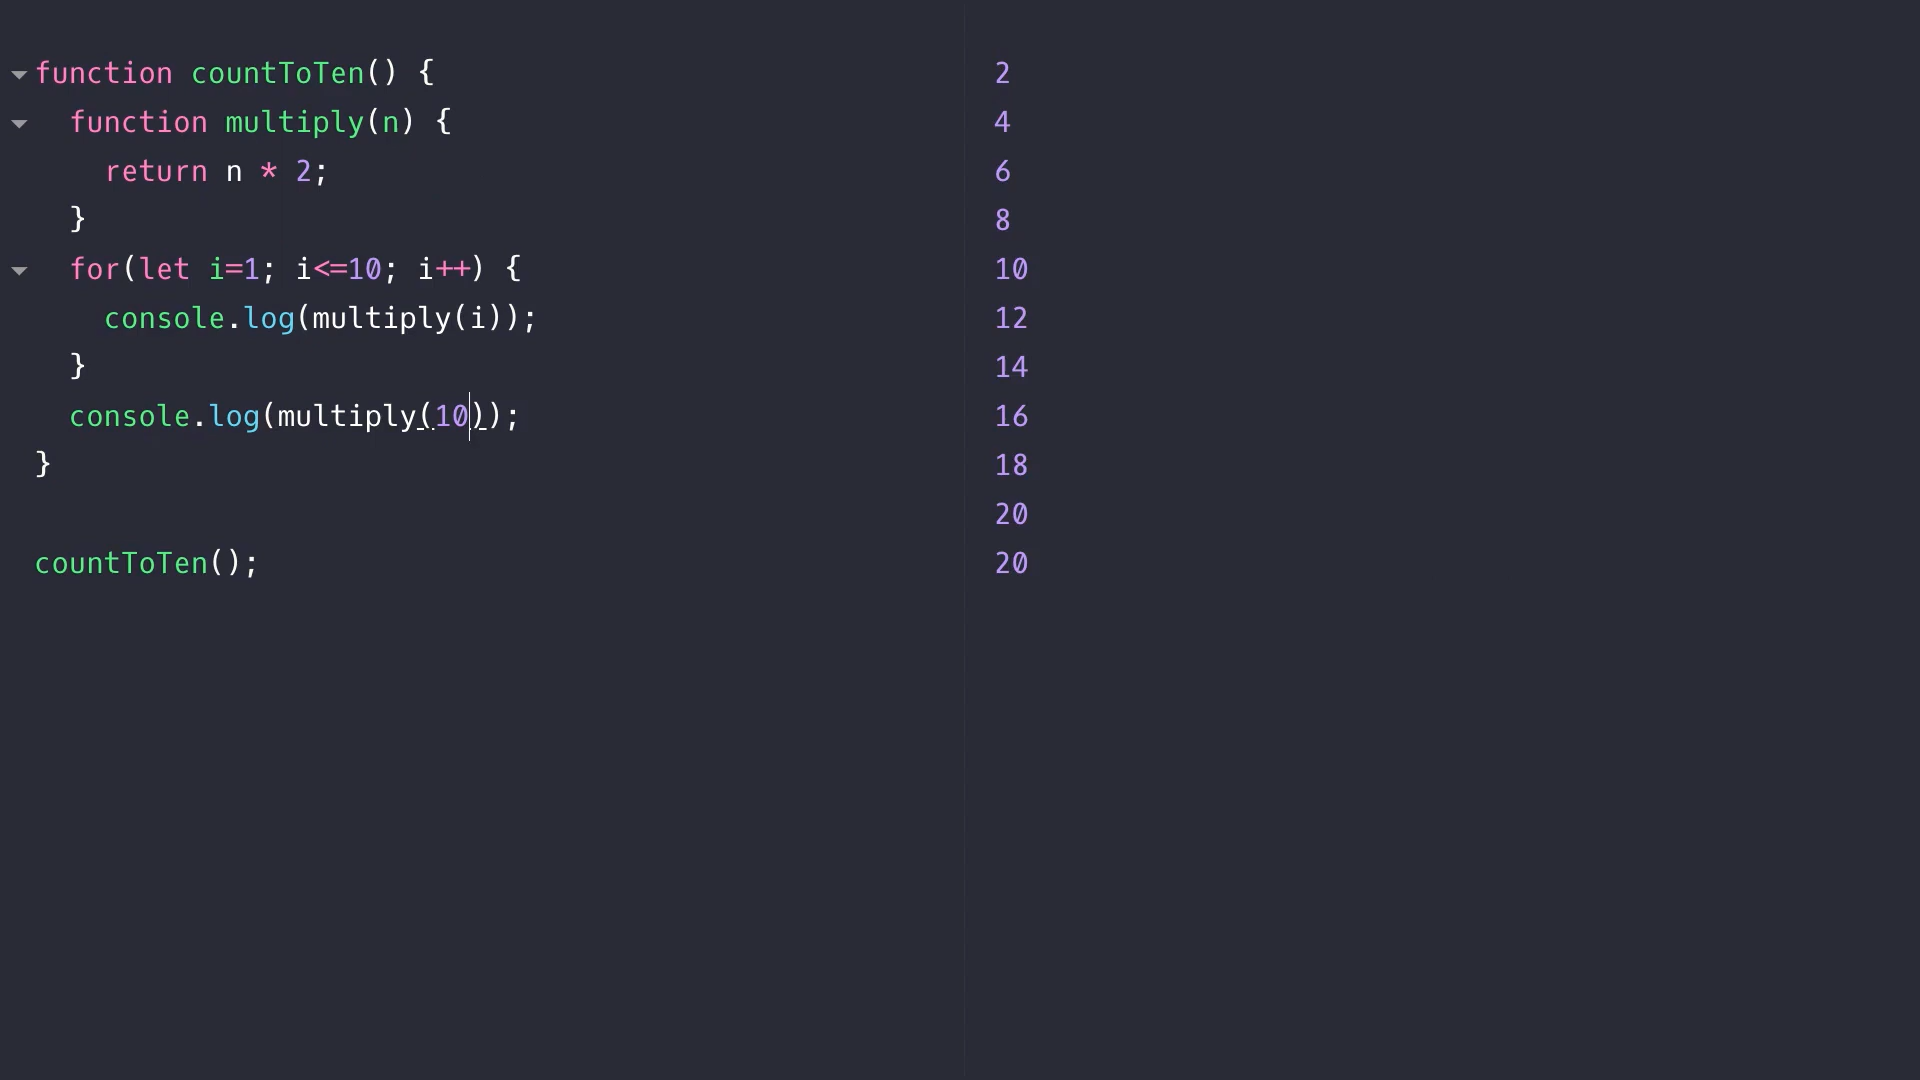 function countToTen() {
  function multiply(n) {
    return n * 2;
  }
  for(let i=1; i<=10; i++) {
    console.log(multiply(i));
  }
  console.log(multiply(10));
}
countToTen();
2
4
6
8
10
12
14
16
18
20
20